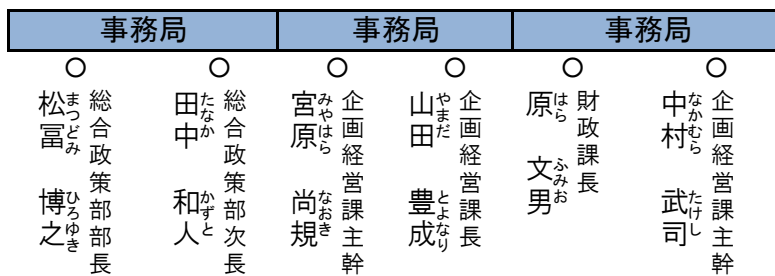 事務局 事務局 事務局
○ ○ ○ ○ ○ ○
企画経営課主幹
中村 武司
なかむら たけし
財政課長
原 文男
はら ふみお
企画経営課長
山田 豊成
やまだ とよなり
企画経営課主幹
宮原 尚規
みやはら なおき
総合政策部次長
田中 和人
たなか かずと
総合政策部部長
松冨 博之
まつどみ ひろゆき